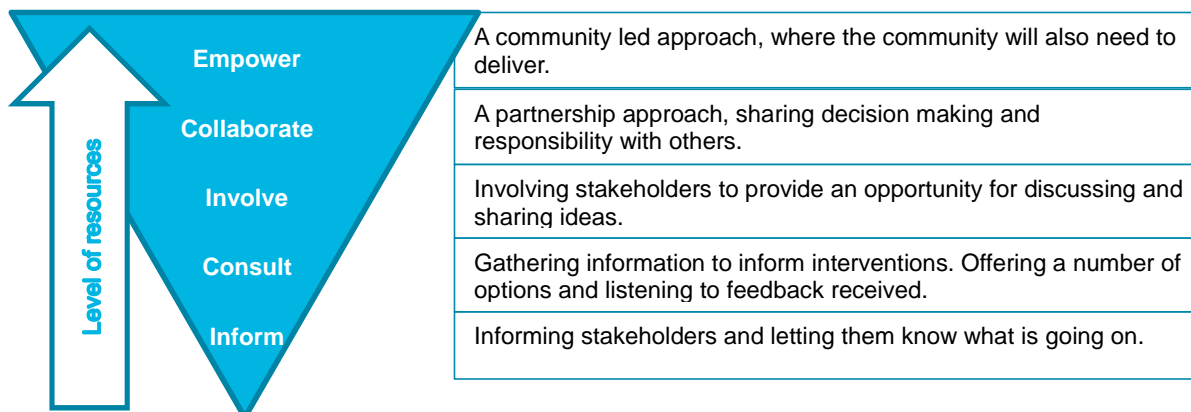 Level of resources
Empower
A community led approach, where the community will also need to
deliver.
Collaborate
A partnership approach, sharing decision making and
responsibility with others.
Involve
Involving stakeholders to provide an opportunity for discussing and
sharing ideas.
Consult
Gathering information to inform interventions. Offering a number of
options and listening to feedback received.
Inform
Informing stakeholders and letting them know what is going on.